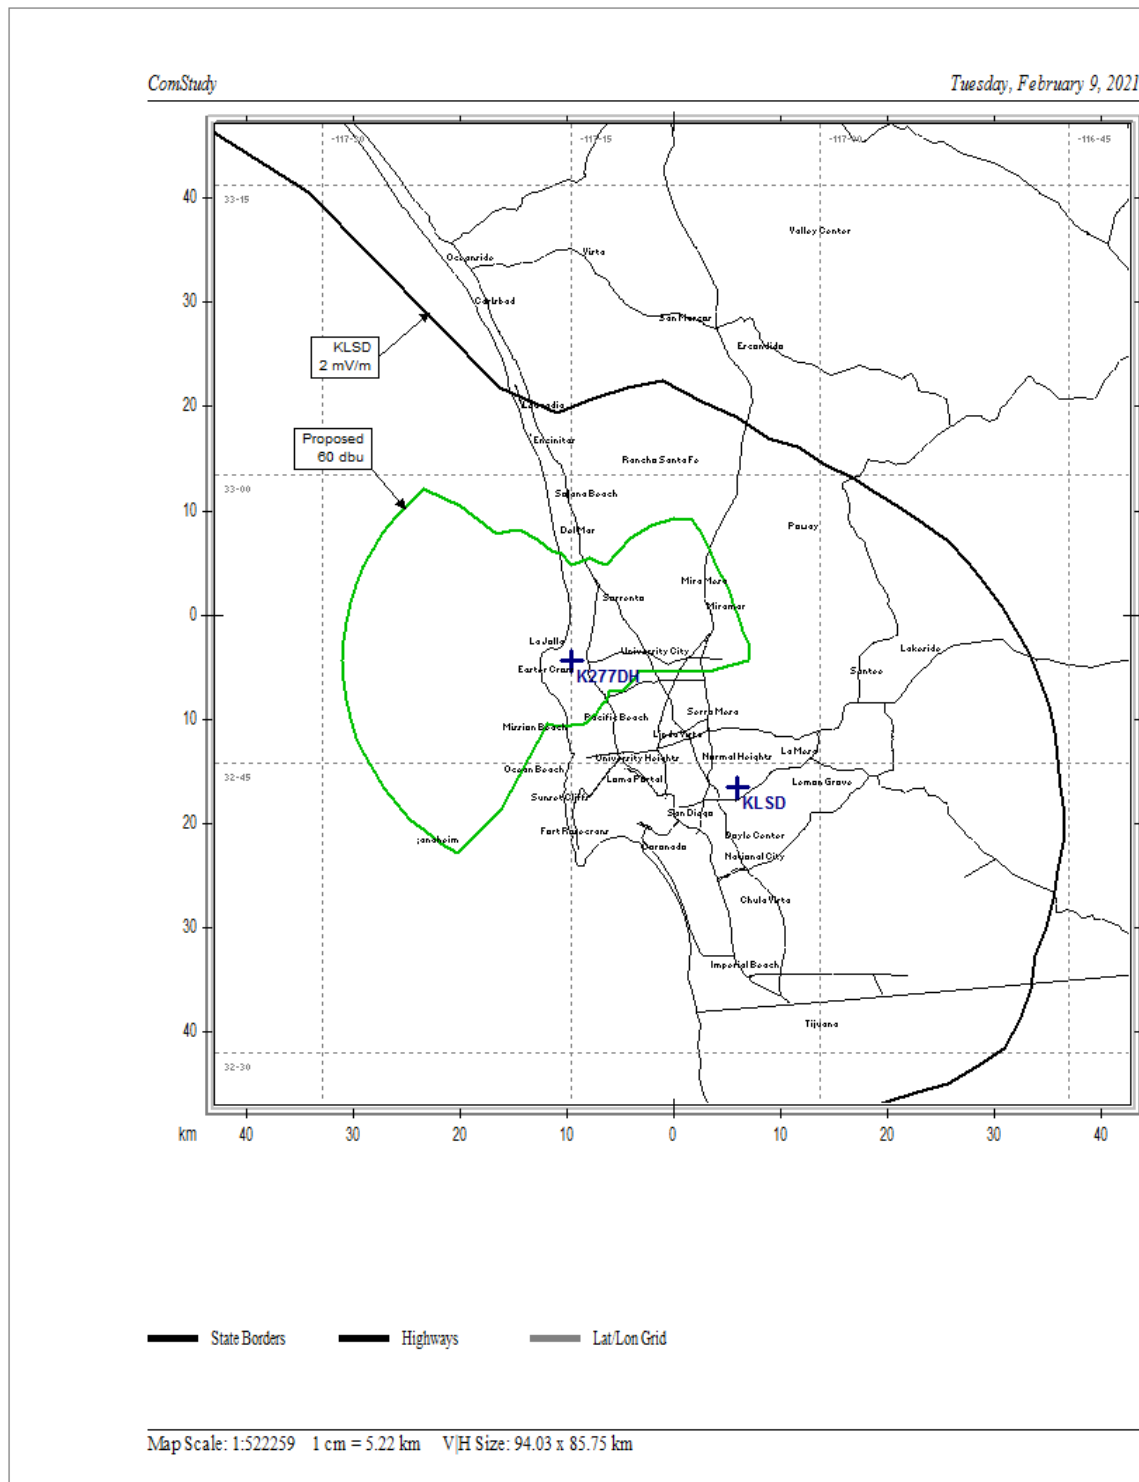 ComStudy Tuesday, February 9, 2021
-117-30 -117-15 -117-00 -116-45
33-15
40
Valley Center
Oceanside
Vista
30
Carlsbad
San Marcos
KLSD
2 mV/m
Escondido
20
Leucadia
Proposed
60 dbu
Encinitas
Rancho Santa Fe
33-00
Solana Beach
10
Del Mar
Poway
Mira Mesa
Sorrento
Miramar
0
La Jolla
University City
Lakeside
K277DH
Santee
10
Mission Beach
Pacific Beach
Serra Mesa
Linda Vista
University Heights
Normal Heights
La Mesa
32-45
Ocean Beach
Loma Portal
Lemon Grove
Sunset Cliffs
KLSD
San Diego
20
Fort Rosecrans
Coronado
National City
Chula Vista
30
Imperial Beach
40
Tijuana
32-30
km 40 30 20 10 0 10 20 30 40
State Borders Highways Lat/Lon Grid
Map Scale: 1:522259 1 cm = 5.22 km V|H Size: 94.03 x 85.75 km